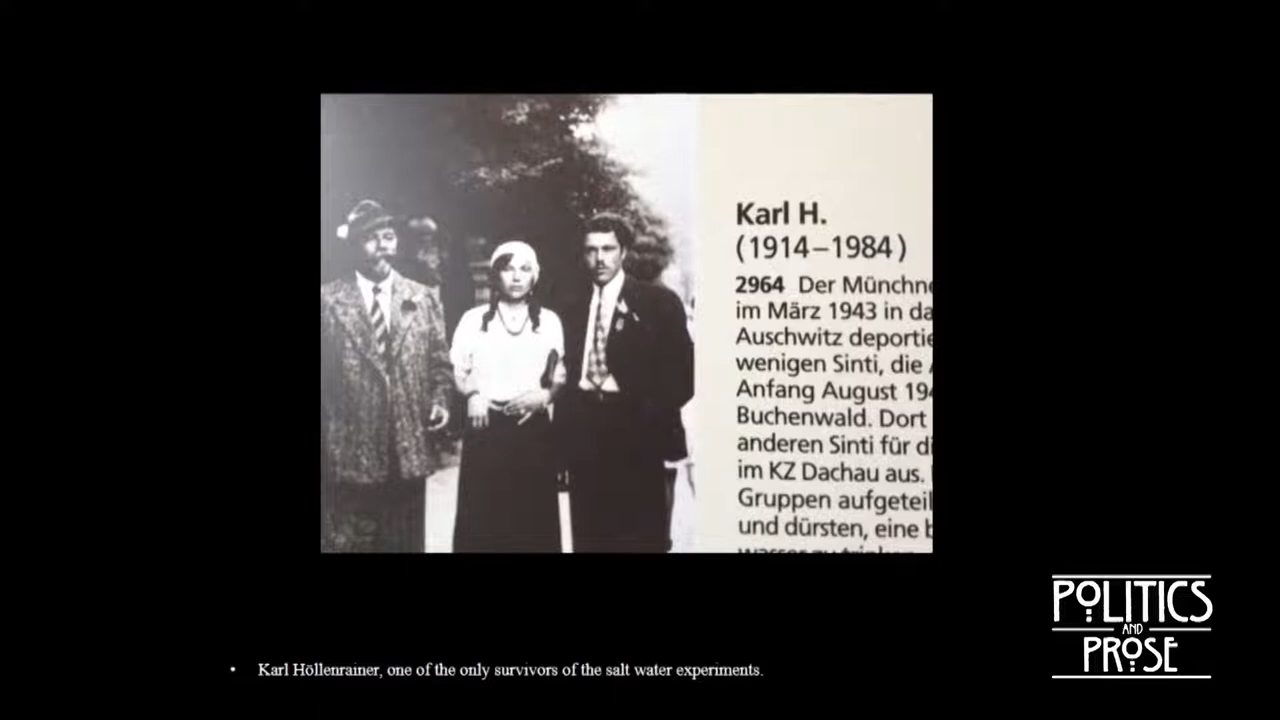 Karl H.
(1914–1984)
2964 Der Münchne
im März 1943 in da
Auschwitz deportie
wenigen Sinti, die
Anfang August 194
Buchenwald. Dort
anderen Sinti für di
im KZ Dachau aus.
Gruppen aufgeteil
und dürsten, eine b
POLITICS
AND
PROSE
• Karl Höllenrainer, one of the only survivors of the salt water experiments.